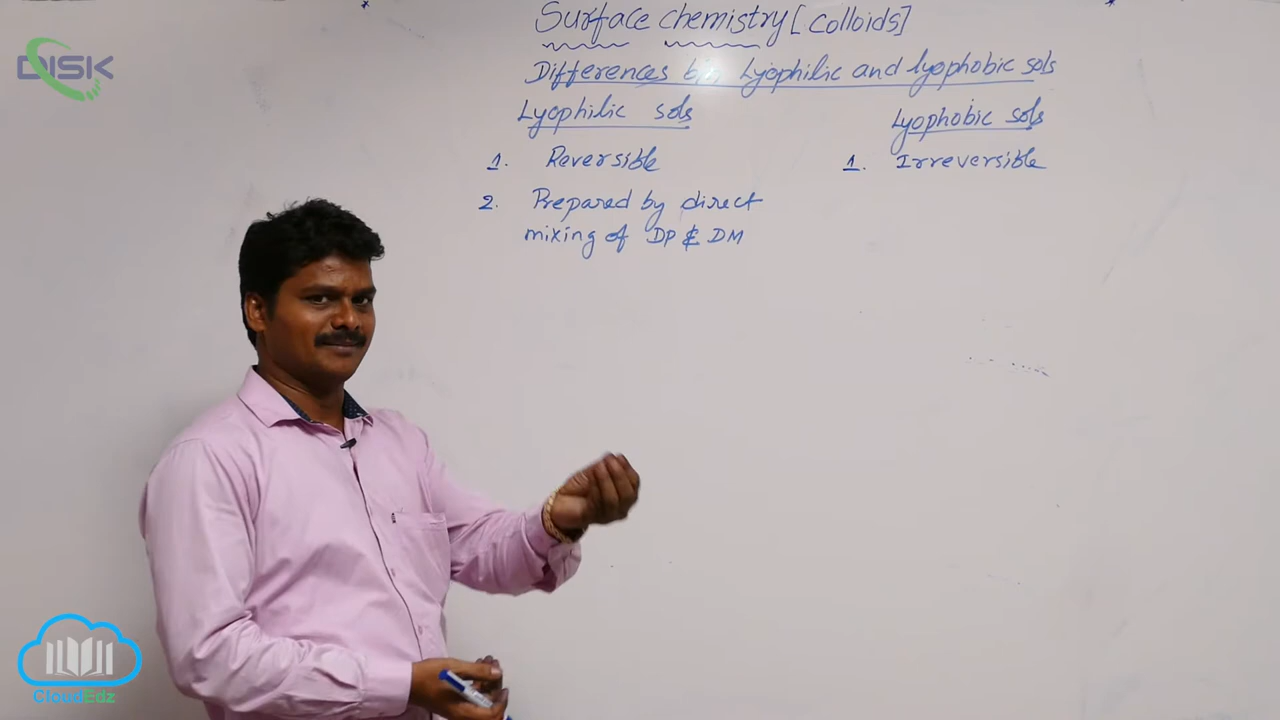 Surface chemistry [colloids]
Differences b/n Lyophilic and lyophobic sols
Lyophilic sols
Lyophobic sols
1. Reversible
1. Irreversible
2. Prepared by direct
mixing of DP & DM
DISK
CloudEdz